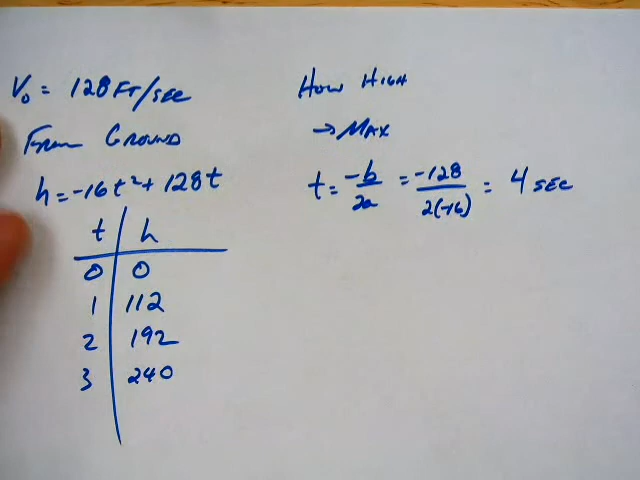 V₀ = 128 FT/SEC
FROM GROUND
h = -16t² + 128t
t h
0 0
1 112
2 192
3 240
HOW HIGH
→ MAX
t = -b/2a = -128/2(-16) = 4 SEC